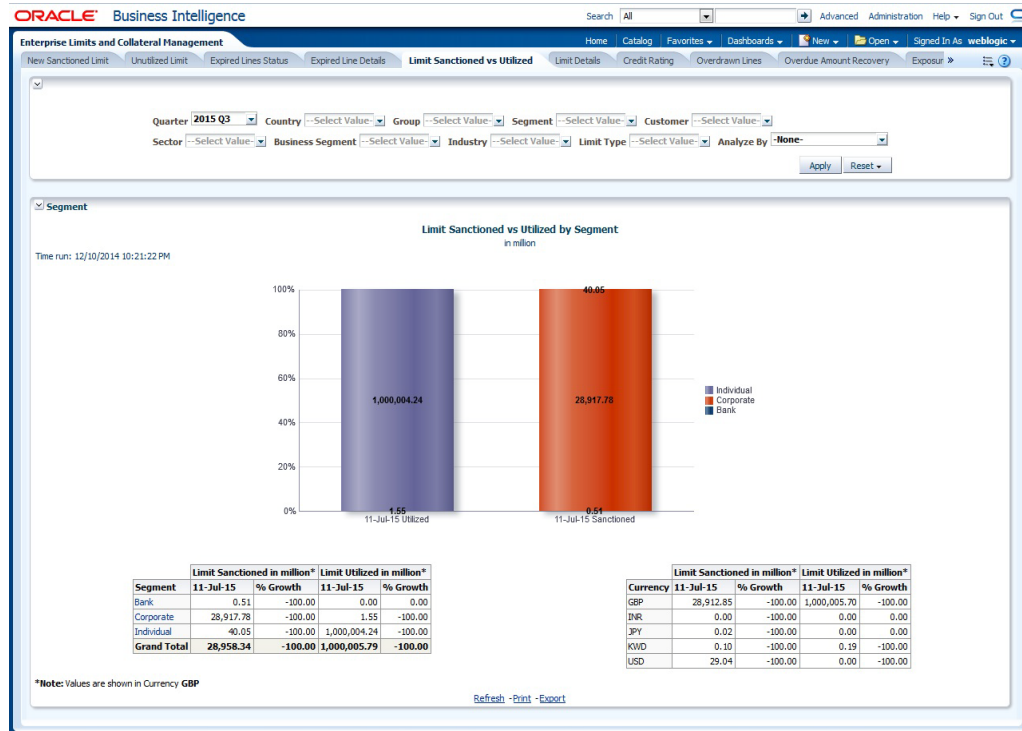 ORACLE Business Intelligence Search All Advanced Administration Help Sign Out
Enterprise Limits and Collateral Management Home Catalog Favorites Dashboards New Open Signed In As weblogic
New Sanctioned Limit Unutilized Limit Expired Lines Status Expired Line Details Limit Sanctioned vs Utilized Limit Details Credit Rating Overdrawn Lines Overdue Amount Recovery Exposur »
Quarter 2015 Q3 Country --Select Value- Group --Select Value- Segment --Select Value- Customer --Select Value-
Sector --Select Value- Business Segment --Select Value- Industry --Select Value- Limit Type --Select Value- Analyze By -None-
Apply Reset
Segment
Limit Sanctioned vs Utilized by Segment
in million
Time run: 12/10/2014 10:21:22 PM
100%
80%
60%
40%
20%
0%
1,000,004.24
1.55
40.05
28,917.78
0.51
11-Jul-15 Utilized
11-Jul-15 Sanctioned
Individual
Corporate
Bank
Limit Sanctioned in million* Limit Utilized in million*
Segment 11-Jul-15 % Growth 11-Jul-15 % Growth
Bank 0.51 -100.00 0.00 0.00
Corporate 28,917.78 -100.00 1.55 -100.00
Individual 40.05 -100.00 1,000,004.24 -100.00
Grand Total 28,958.34 -100.00 1,000,005.79 -100.00
Limit Sanctioned in million* Limit Utilized in million*
Currency 11-Jul-15 % Growth 11-Jul-15 % Growth
GBP 28,912.85 -100.00 1,000,005.70 -100.00
INR 0.00 -100.00 0.00 0.00
JPY 0.02 -100.00 0.00 0.00
KWD 0.10 -100.00 0.19 -100.00
USD 29.04 -100.00 0.00 -100.00
*Note: Values are shown in Currency GBP
Refresh - Print - Export